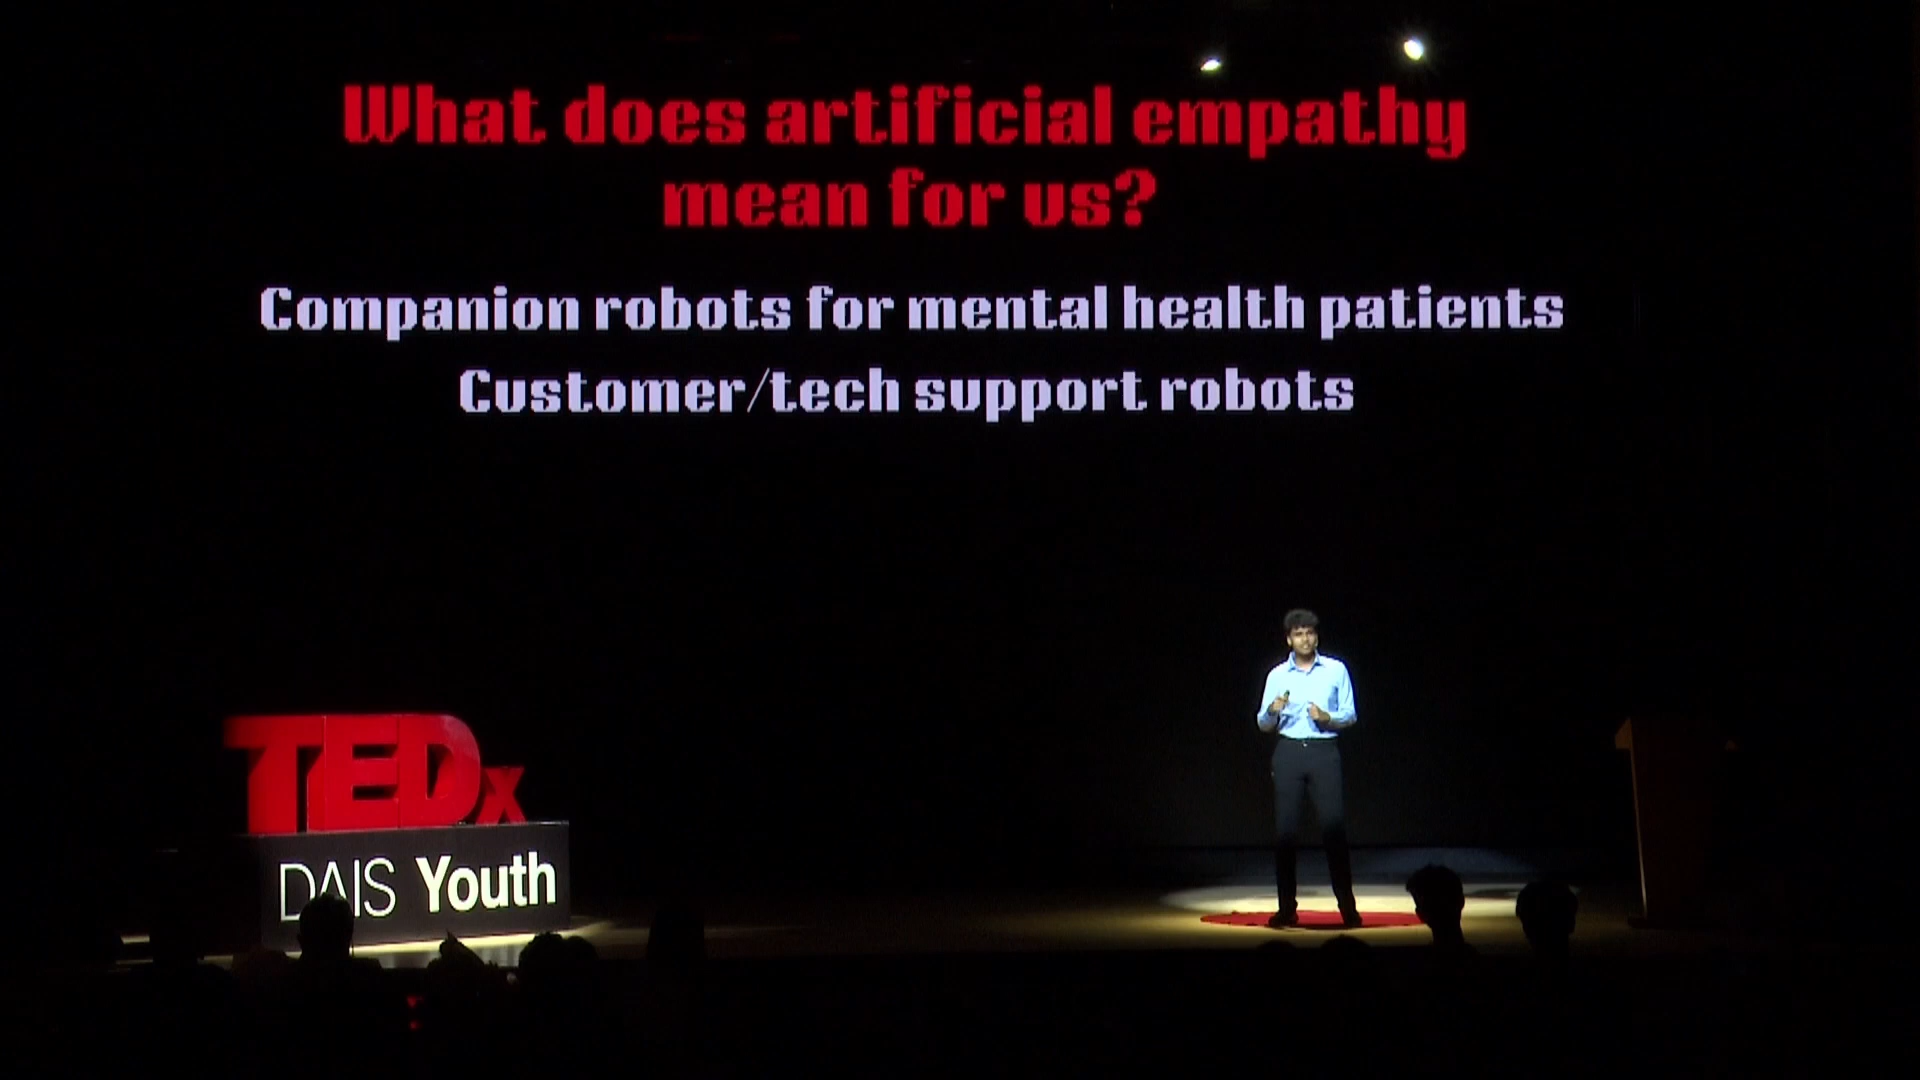 What does artificial empathy
mean for us?
Companion robots for mental health patients
Customer/tech support robots
TEDx
DAIS Youth